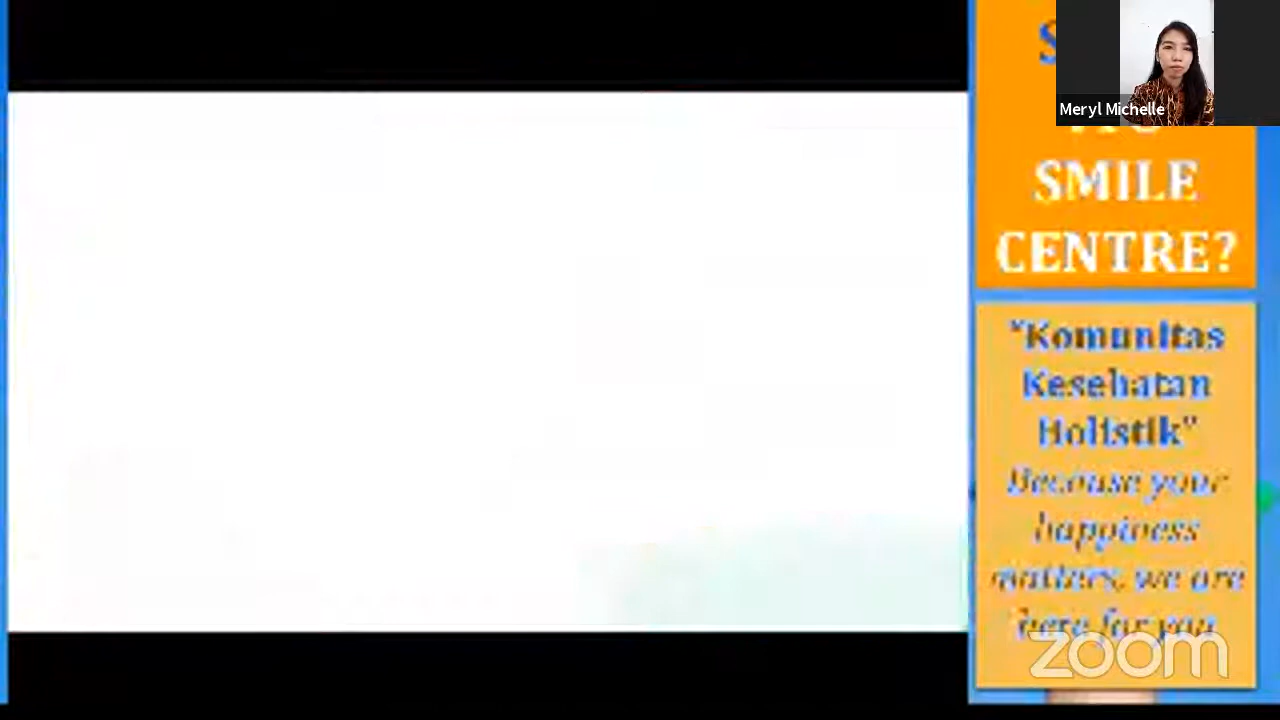 Meryl Michelle
SMILE
CENTRE?
"Komunitas
Kesehatan
Holistik"
Because your
happiness
matters, we are
here for you
zoom